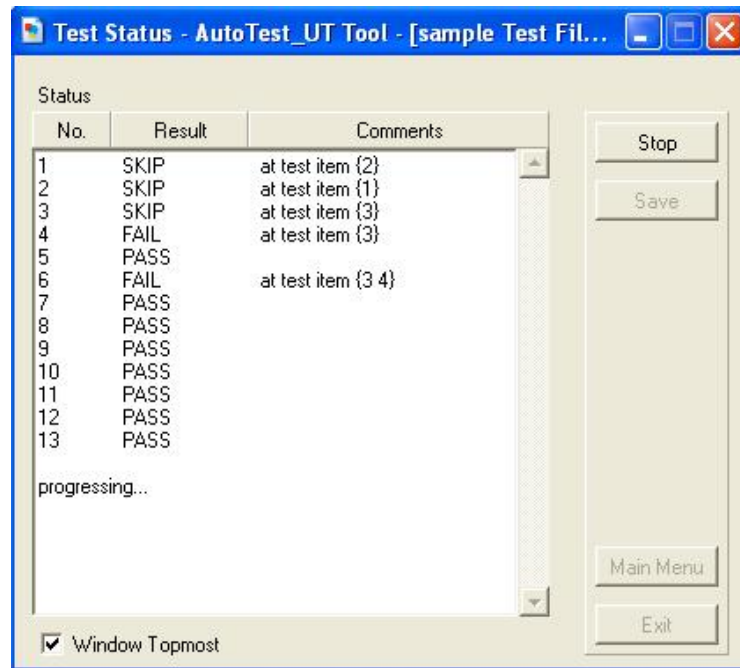 Test Status - AutoTest_UT Tool - [sample Test Fil...
Status
No. Result Comments
1 SKIP at test item {2}
2 SKIP at test item {1}
3 SKIP at test item {3}
4 FAIL at test item {3}
5 PASS
6 FAIL at test item {3 4}
7 PASS
8 PASS
9 PASS
10 PASS
11 PASS
12 PASS
13 PASS
progressing...
Window Topmost
Stop
Save
Main Menu
Exit